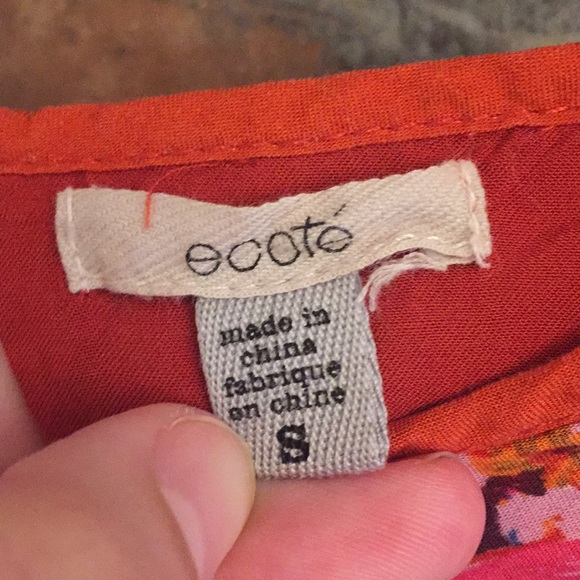 ecoté
made in
china
fabrique
en chine
S